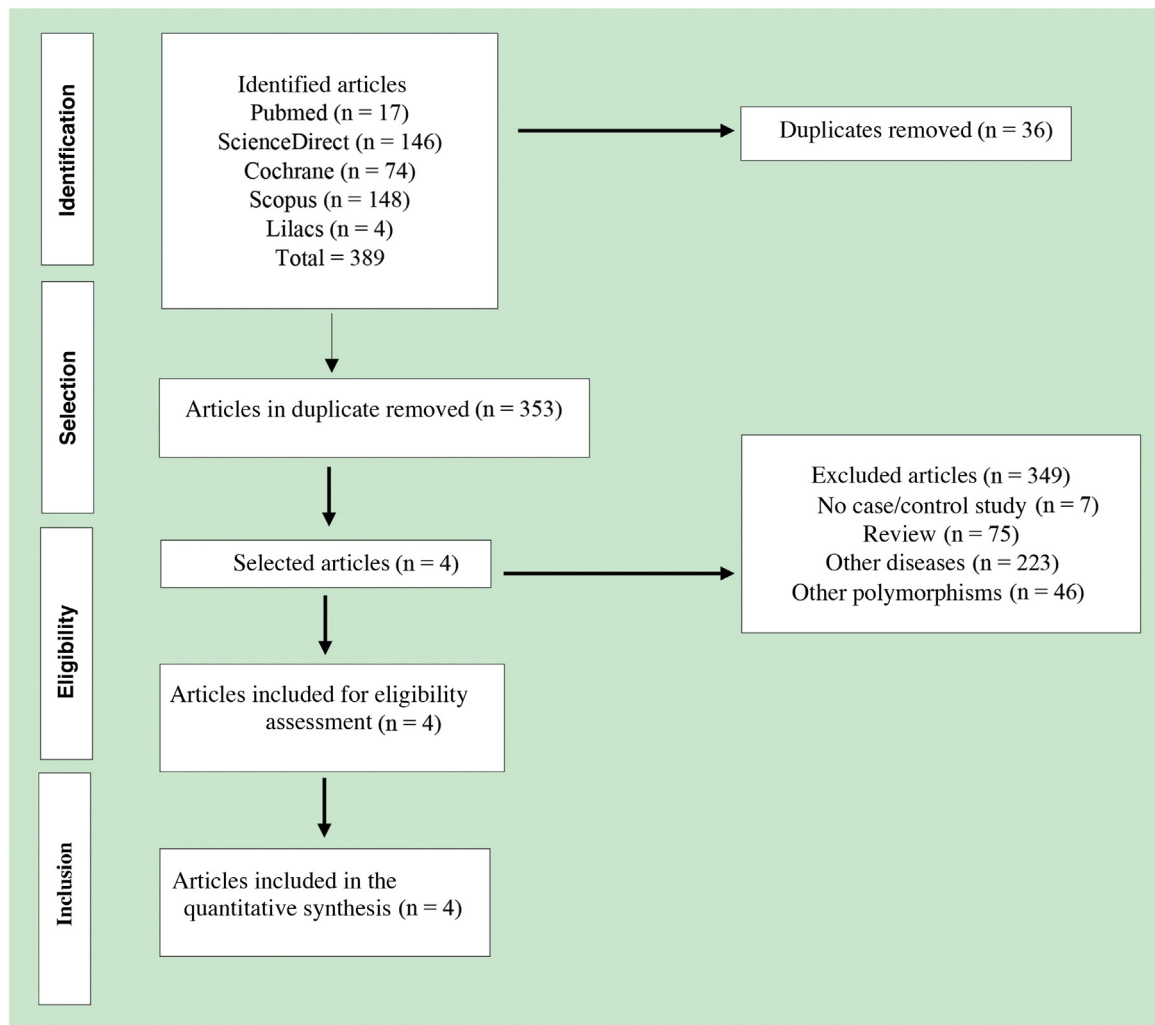 Identification
Identified articles
Pubmed (n = 17)
ScienceDirect (n = 146)
Cochrane (n = 74)
Scopus (n = 148)
Lilacs (n = 4)
Total = 389
Duplicates removed (n = 36)
Selection
Articles in duplicate removed (n = 353)
Excluded articles (n = 349)
No case/control study (n = 7)
Review (n = 75)
Other diseases (n = 223)
Other polymorphisms (n = 46)
Eligibility
Selected articles (n = 4)
Articles included for eligibility
assessment (n = 4)
Inclusion
Articles included in the
quantitative synthesis (n = 4)